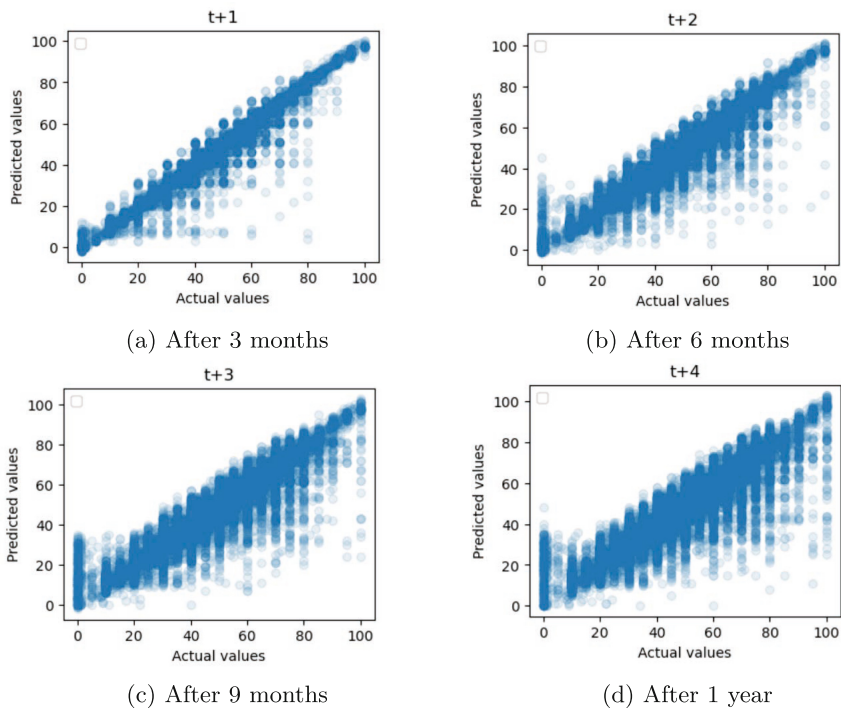 t+1
100
80
60
40
20
0
Predicted values
0 20 40 60 80 100
Actual values
(a) After 3 months
t+2
100
80
60
40
20
0
Predicted values
0 20 40 60 80 100
Actual values
(b) After 6 months
t+3
100
80
60
40
20
0
Predicted values
0 20 40 60 80 100
Actual values
(c) After 9 months
t+4
100
80
60
40
20
0
Predicted values
0 20 40 60 80 100
Actual values
(d) After 1 year